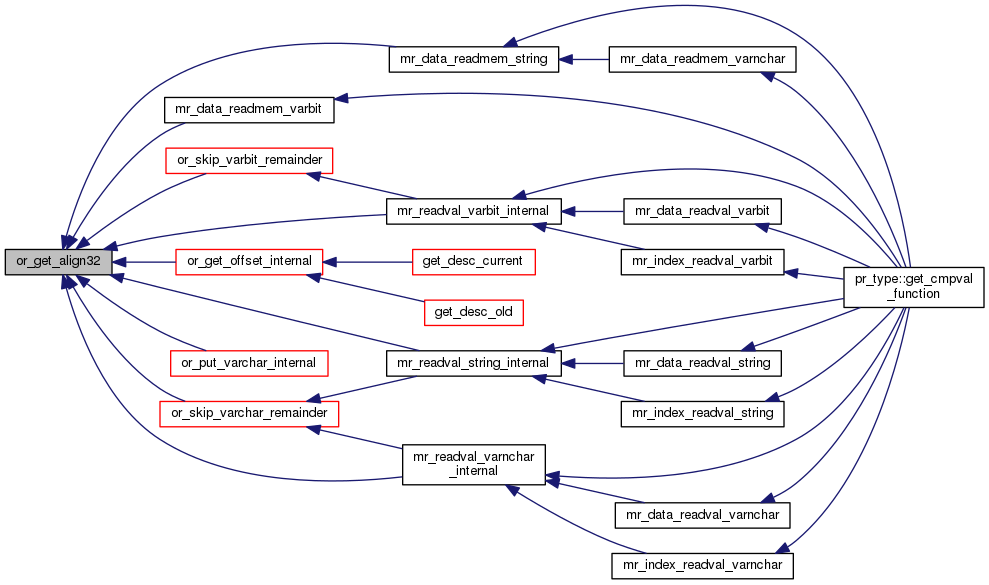 mr_data_readmem_string
mr_data_readmem_varnchar
mr_data_readmem_varbit
or_skip_varbit_remainder
mr_readval_varbit_internal
mr_data_readval_varbit
or_get_align32
or_get_offset_internal
get_desc_current
mr_index_readval_varbit
pr_type::get_cmpval
_function
get_desc_old
or_put_varchar_internal
mr_readval_string_internal
mr_data_readval_string
or_skip_varchar_remainder
mr_index_readval_string
mr_readval_varnchar
_internal
mr_data_readval_varnchar
mr_index_readval_varnchar